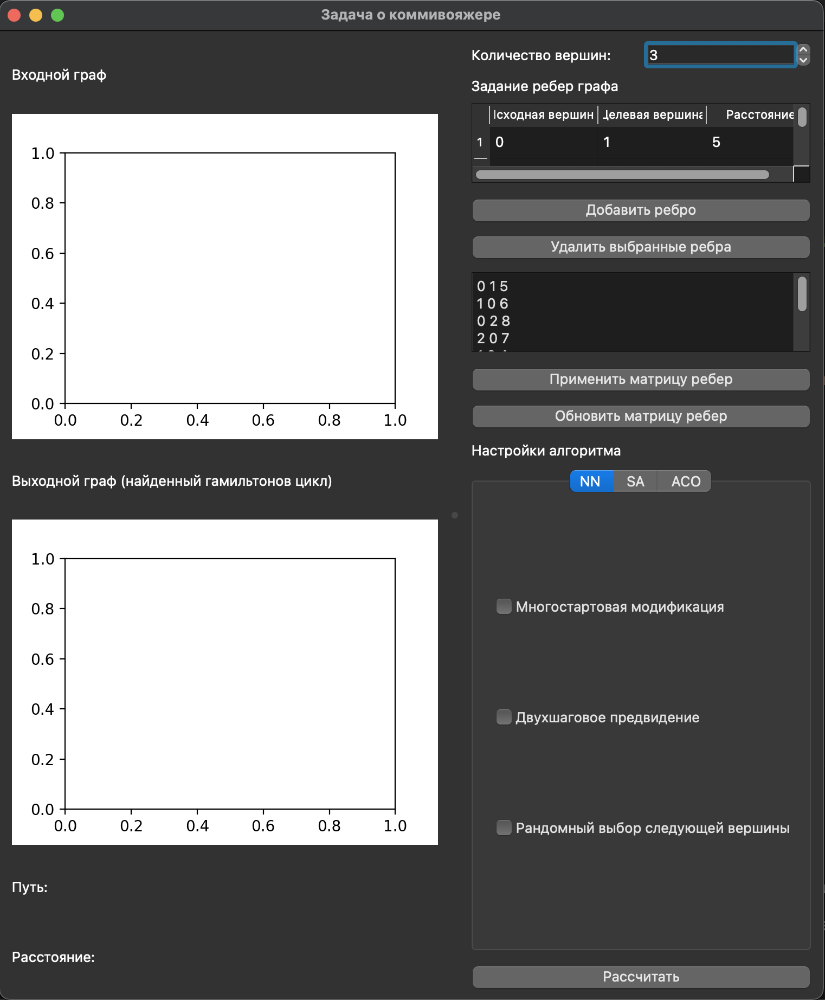 Задача о коммивояжере
Входной граф
1.0
0.8
0.6
0.4
0.2
0.0
0.0 0.2 0.4 0.6 0.8 1.0
Выходной граф (найденный гамильтонов цикл)
1.0
0.8
0.6
0.4
0.2
0.0
0.0 0.2 0.4 0.6 0.8 1.0
Путь:
Расстояние:
Количество вершин: 3
Задание ребер графа
сходная вершин Целевая вершина Расстояние
1 0 1 5
Добавить ребро
Удалить выбранные ребра
0 1 5
1 0 6
0 2 8
2 0 7
Применить матрицу ребер
Обновить матрицу ребер
Настройки алгоритма
NN SA ACO
Многостартовая модификация
Двухшаговое предвидение
Рандомный выбор следующей вершины
Рассчитать